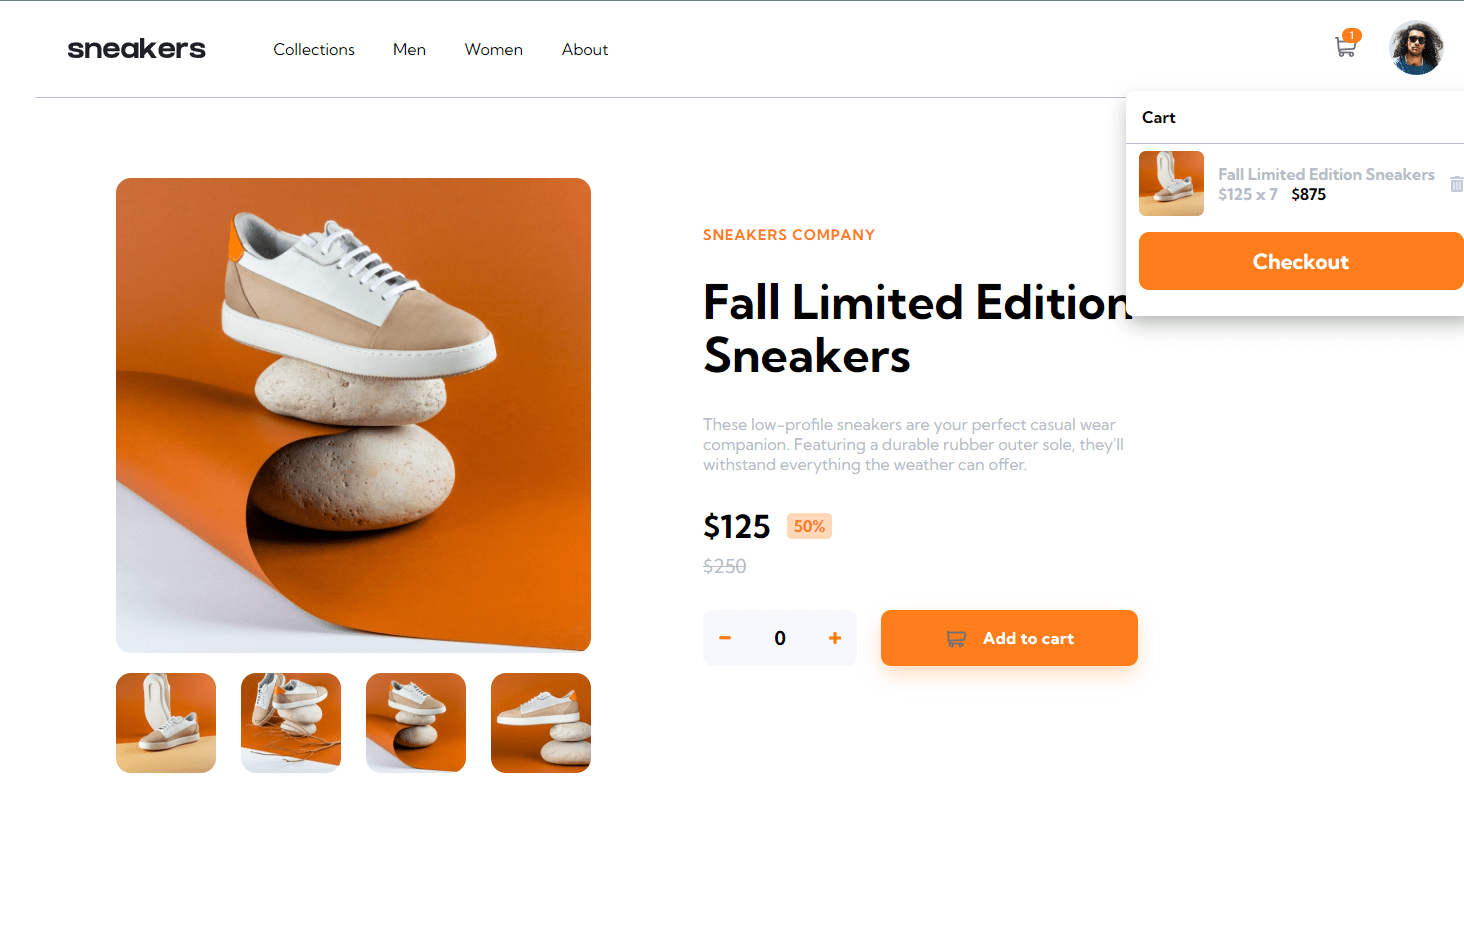 sneakers
Collections
Men
Women
About
1
Cart
Fall Limited Edition Sneakers
$125 x 7 $875
Checkout
SNEAKERS COMPANY
Fall Limited Edition
Sneakers
These low-profile sneakers are your perfect casual wear
companion. Featuring a durable rubber outer sole, they'll
withstand everything the weather can offer.
$125 50%
$250
0
Add to cart